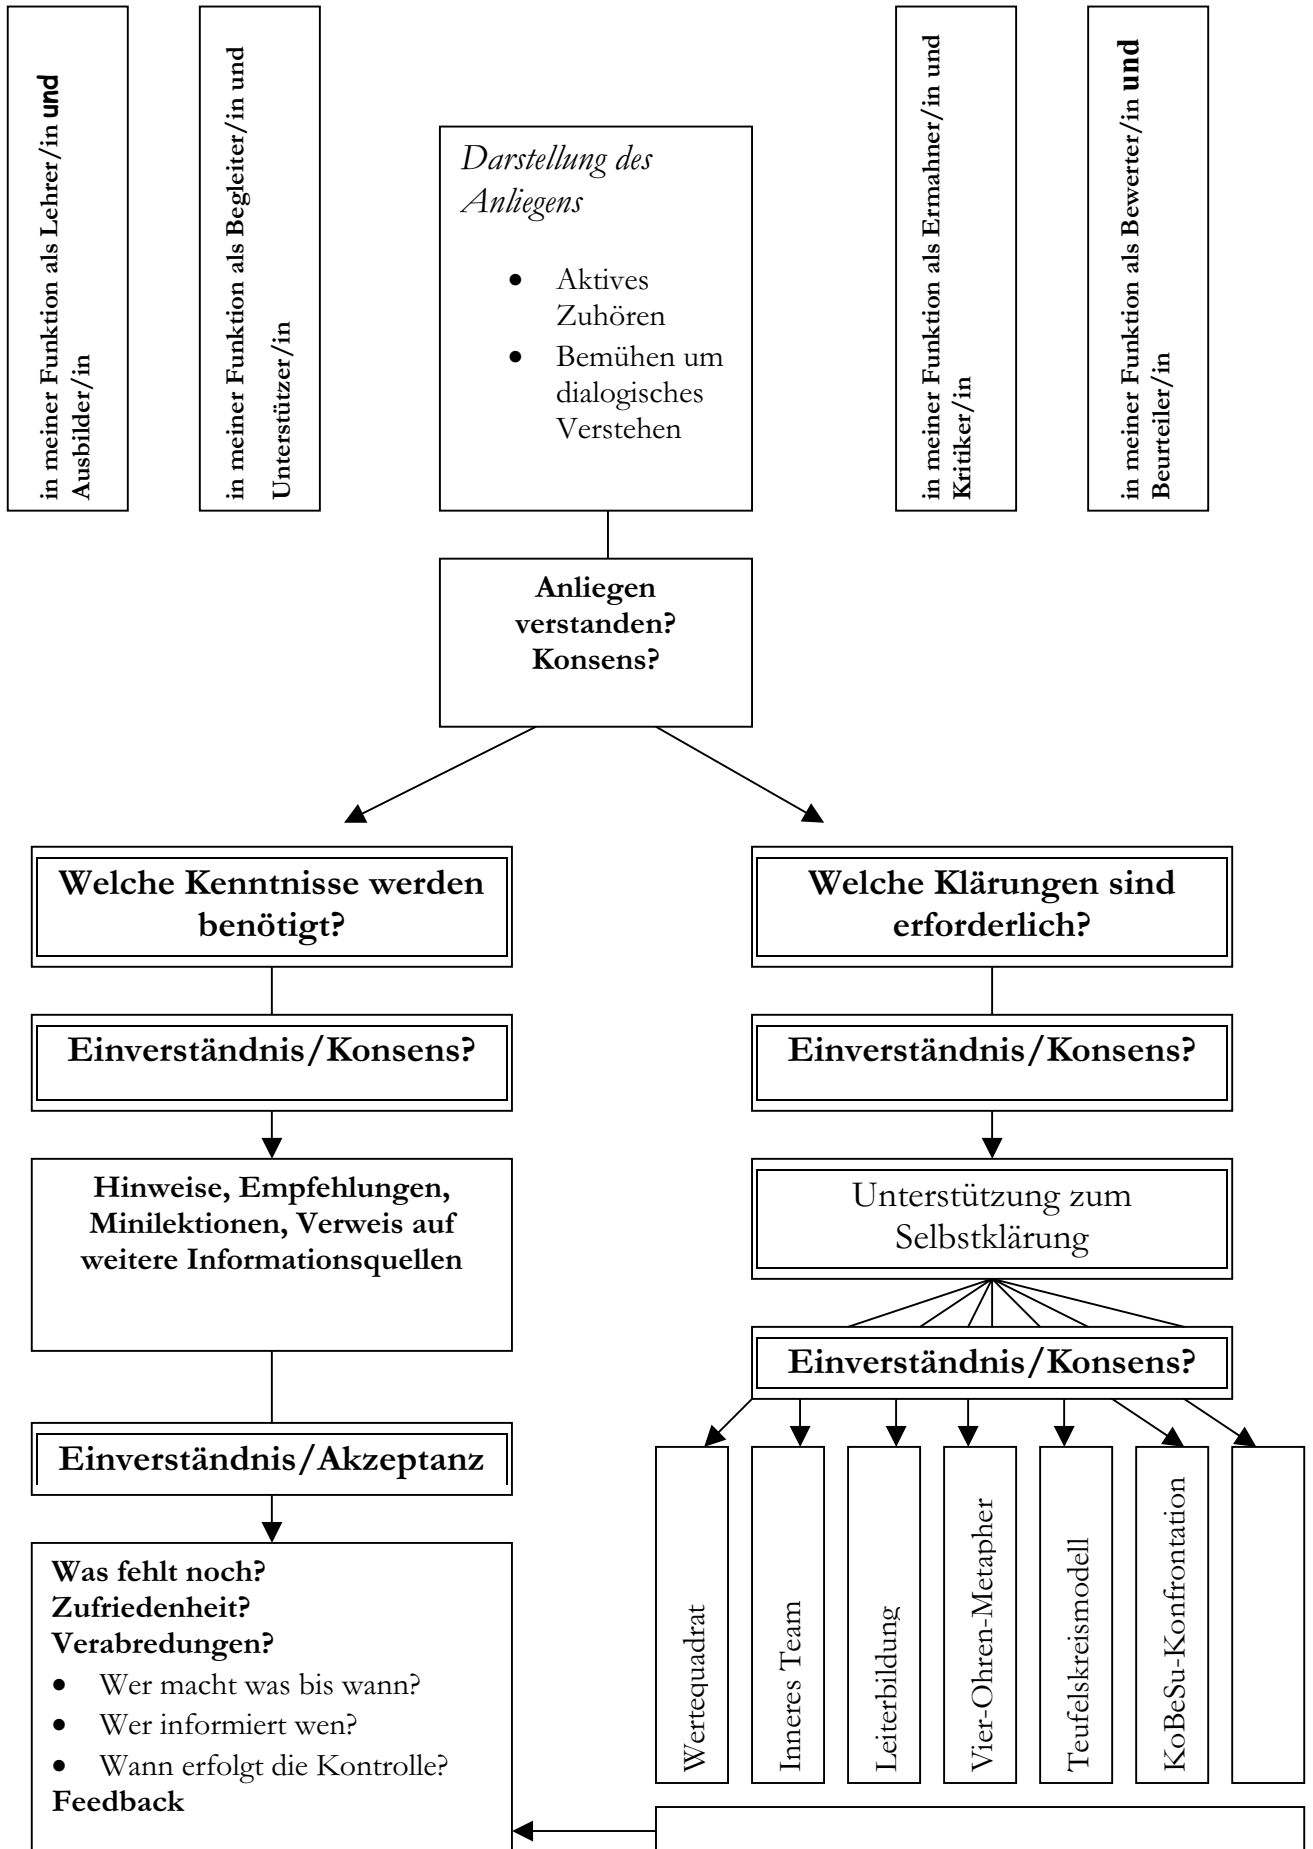 in meiner Funktion als Lehrer/in und
Ausbilder/in
in meiner Funktion als Begleiter/in und
Unterstützer/in
Darstellung des
Anliegens
• Aktives
Zuhören
• Bemühen um
dialogisches
Verstehen
in meiner Funktion als Ermahner/in und
Kritiker/in
in meiner Funktion als Bewerter/in und
Beurteiler/in
Anliegen
verstanden?
Konsens?
Welche Kenntnisse werden
benötigt?
Welche Klärungen sind
erforderlich?
Einverständnis/Konsens?
Einverständnis/Konsens?
Hinweise, Empfehlungen,
Minilektionen, Verweis auf
weitere Informationsquellen
Unterstützung zum
Selbstklärung
Einverständnis/Konsens?
Einverständnis/Akzeptanz
Was fehlt noch?
Zufriedenheit?
Verabredungen?
• Wer macht was bis wann?
• Wer informiert wen?
• Wann erfolgt die Kontrolle?
Feedback
Wertequadrat
Inneres Team
Leiterbildung
Vier-Ohren-Metapher
Teufelskreismodell
KoBeSu-Konfrontation